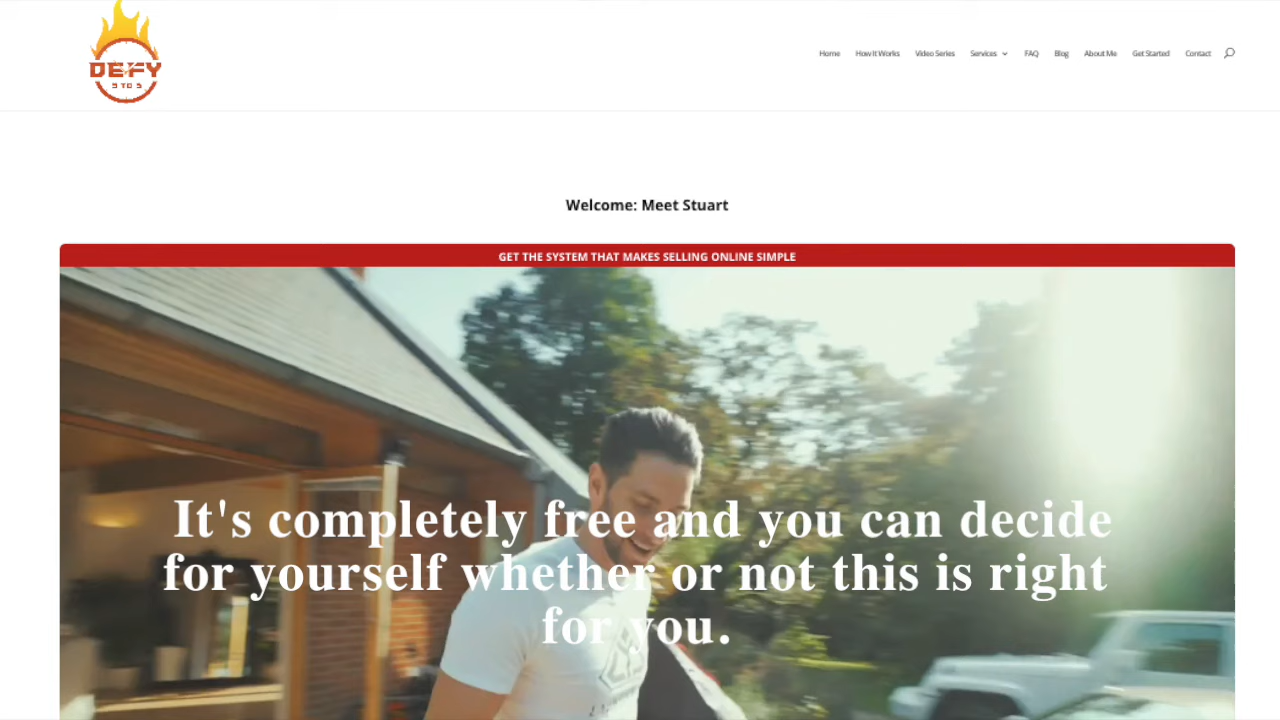 DEFY
9 TO 5
Home How It Works Video Series Services FAQ Blog About Me Get Started Contact
Welcome: Meet Stuart
GET THE SYSTEM THAT MAKES SELLING ONLINE SIMPLE
It's completely free and you can decide
for yourself whether or not this is right
for you.